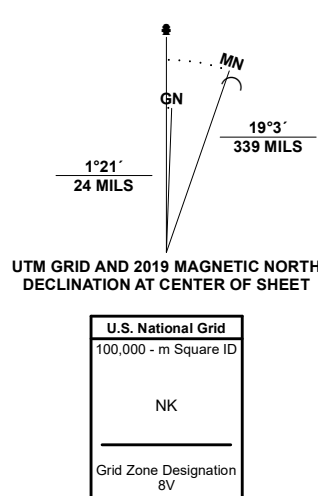 MN
GN
19°3´
339 MILS
1°21´
24 MILS
UTM GRID AND 2019 MAGNETIC NORTH
DECLINATION AT CENTER OF SHEET
U.S. National Grid
100,000 - m Square ID
NK
Grid Zone Designation
8V